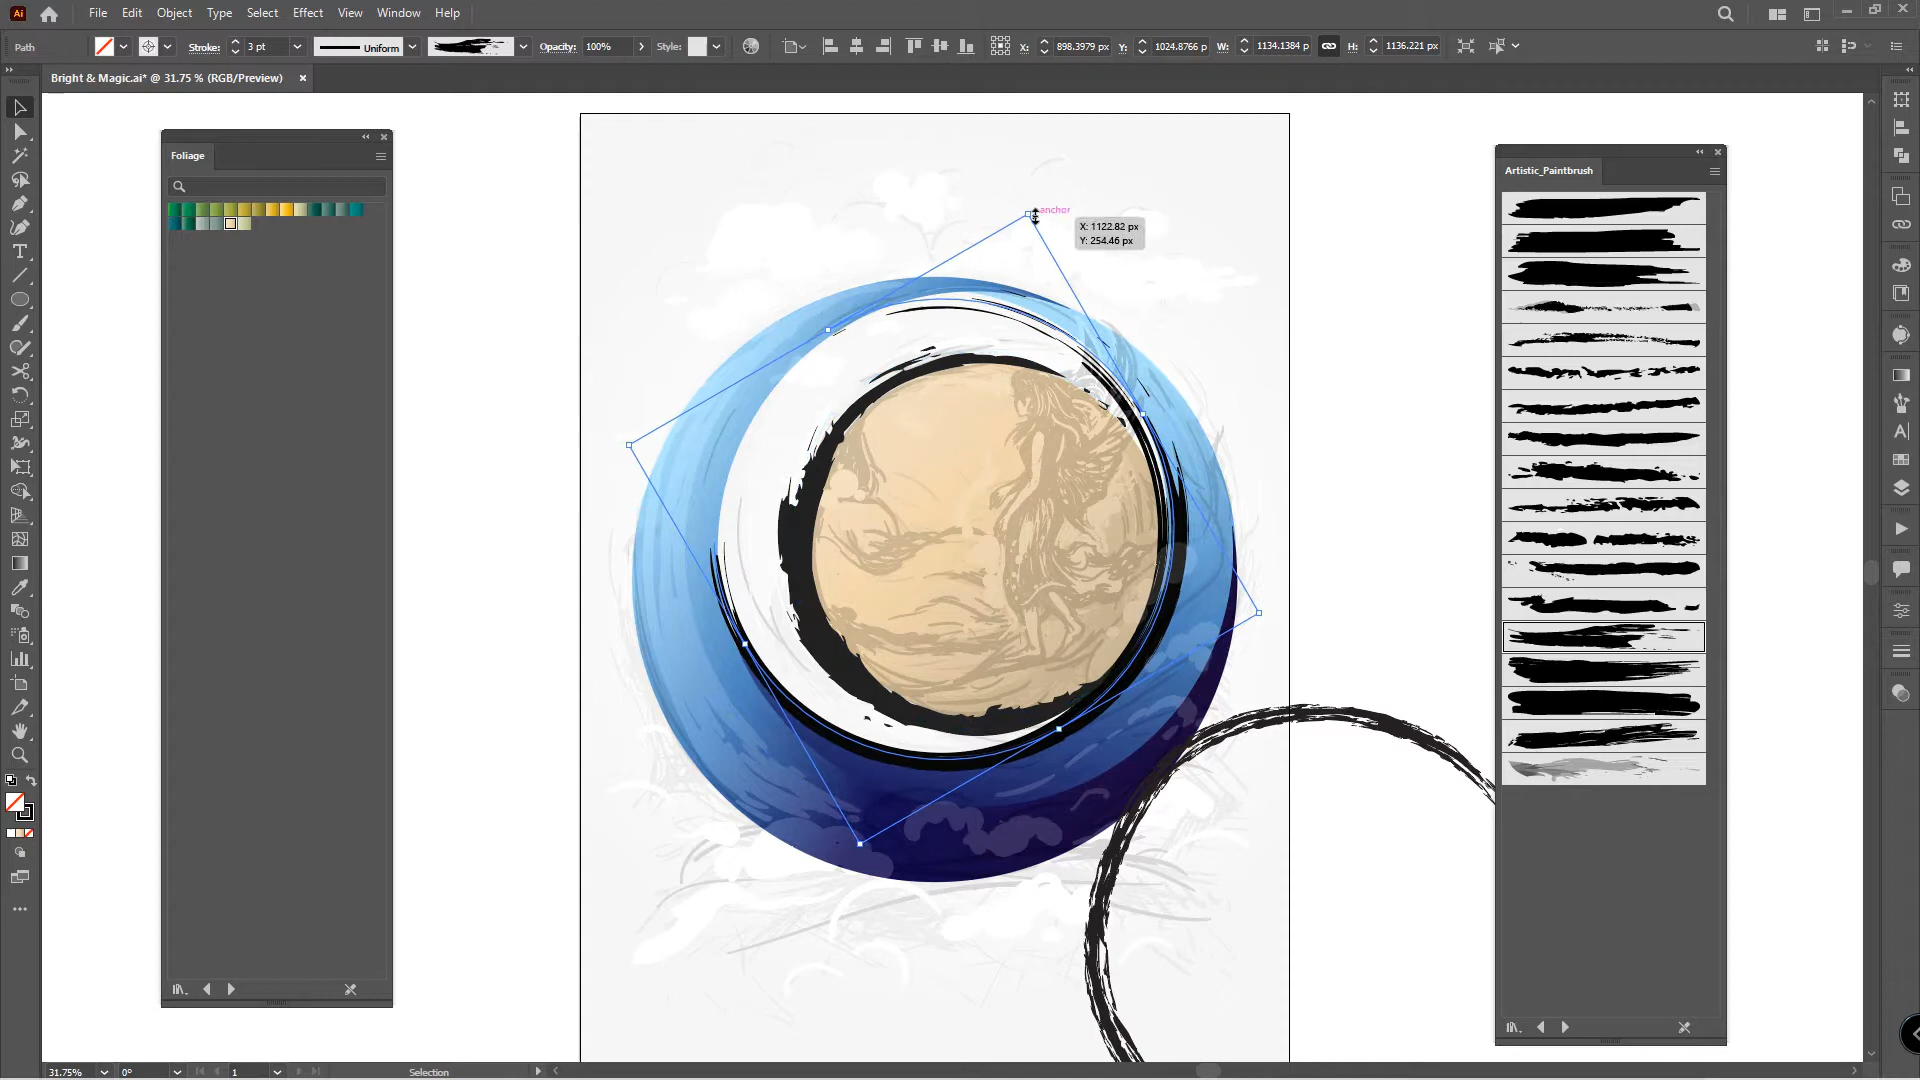 Ai File Edit Object Type Select Effect View Window Help
Path Stroke: 3 pt Uniform Opacity: 100% Style: X: 898.3979 px Y: 1024.8766 p W: 1134.1384 p H: 1136.221 px
Bright & Magic.ai* @ 31.75 % (RGB/Preview)
Foliage
Artistic_Paintbrush
anchor
X: 1122.82 px
Y: 254.46 px
31.75% 0° 1 Selection